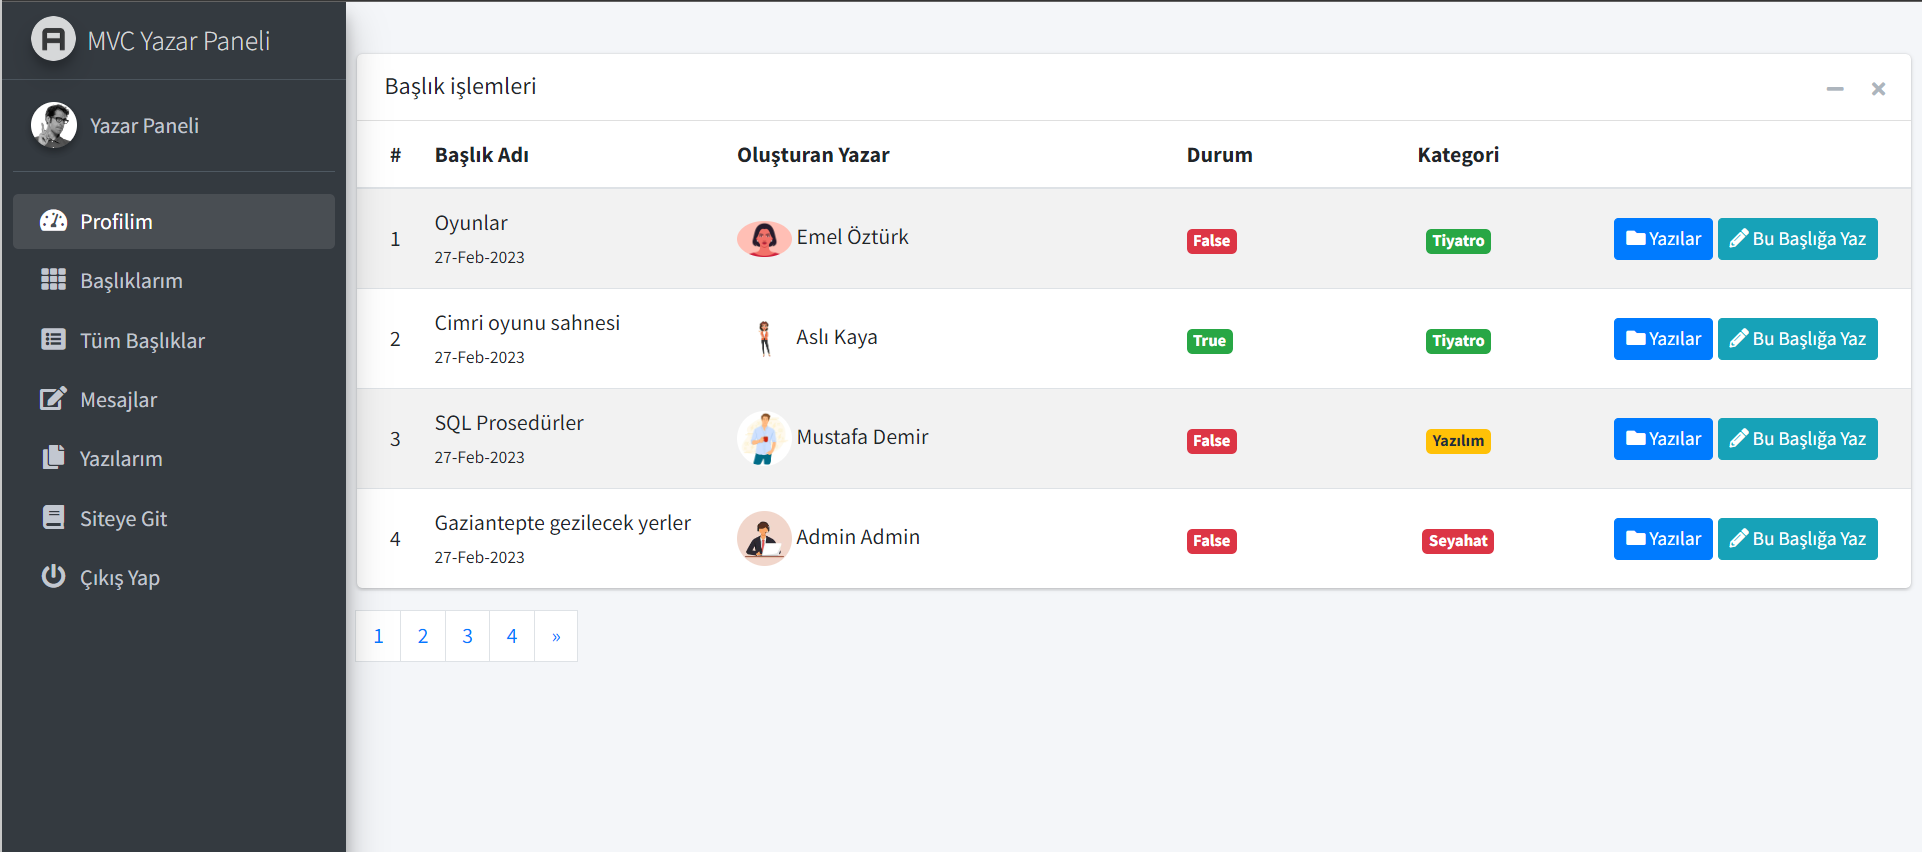 MVC Yazar Paneli
Yazar Paneli
Profilim
Başlıklarım
Tüm Başlıklar
Mesajlar
Yazılarım
Siteye Git
Çıkış Yap
Başlık işlemleri
# Başlık Adı Oluşturan Yazar Durum Kategori
1 Oyunlar 27-Feb-2023 Emel Öztürk False Tiyatro Yazılar Bu Başlığa Yaz
2 Cimri oyunu sahnesi 27-Feb-2023 Aslı Kaya True Tiyatro Yazılar Bu Başlığa Yaz
3 SQL Prosedürler 27-Feb-2023 Mustafa Demir False Yazılım Yazılar Bu Başlığa Yaz
4 Gaziantepte gezilecek yerler 27-Feb-2023 Admin Admin False Seyahat Yazılar Bu Başlığa Yaz
1 2 3 4 »